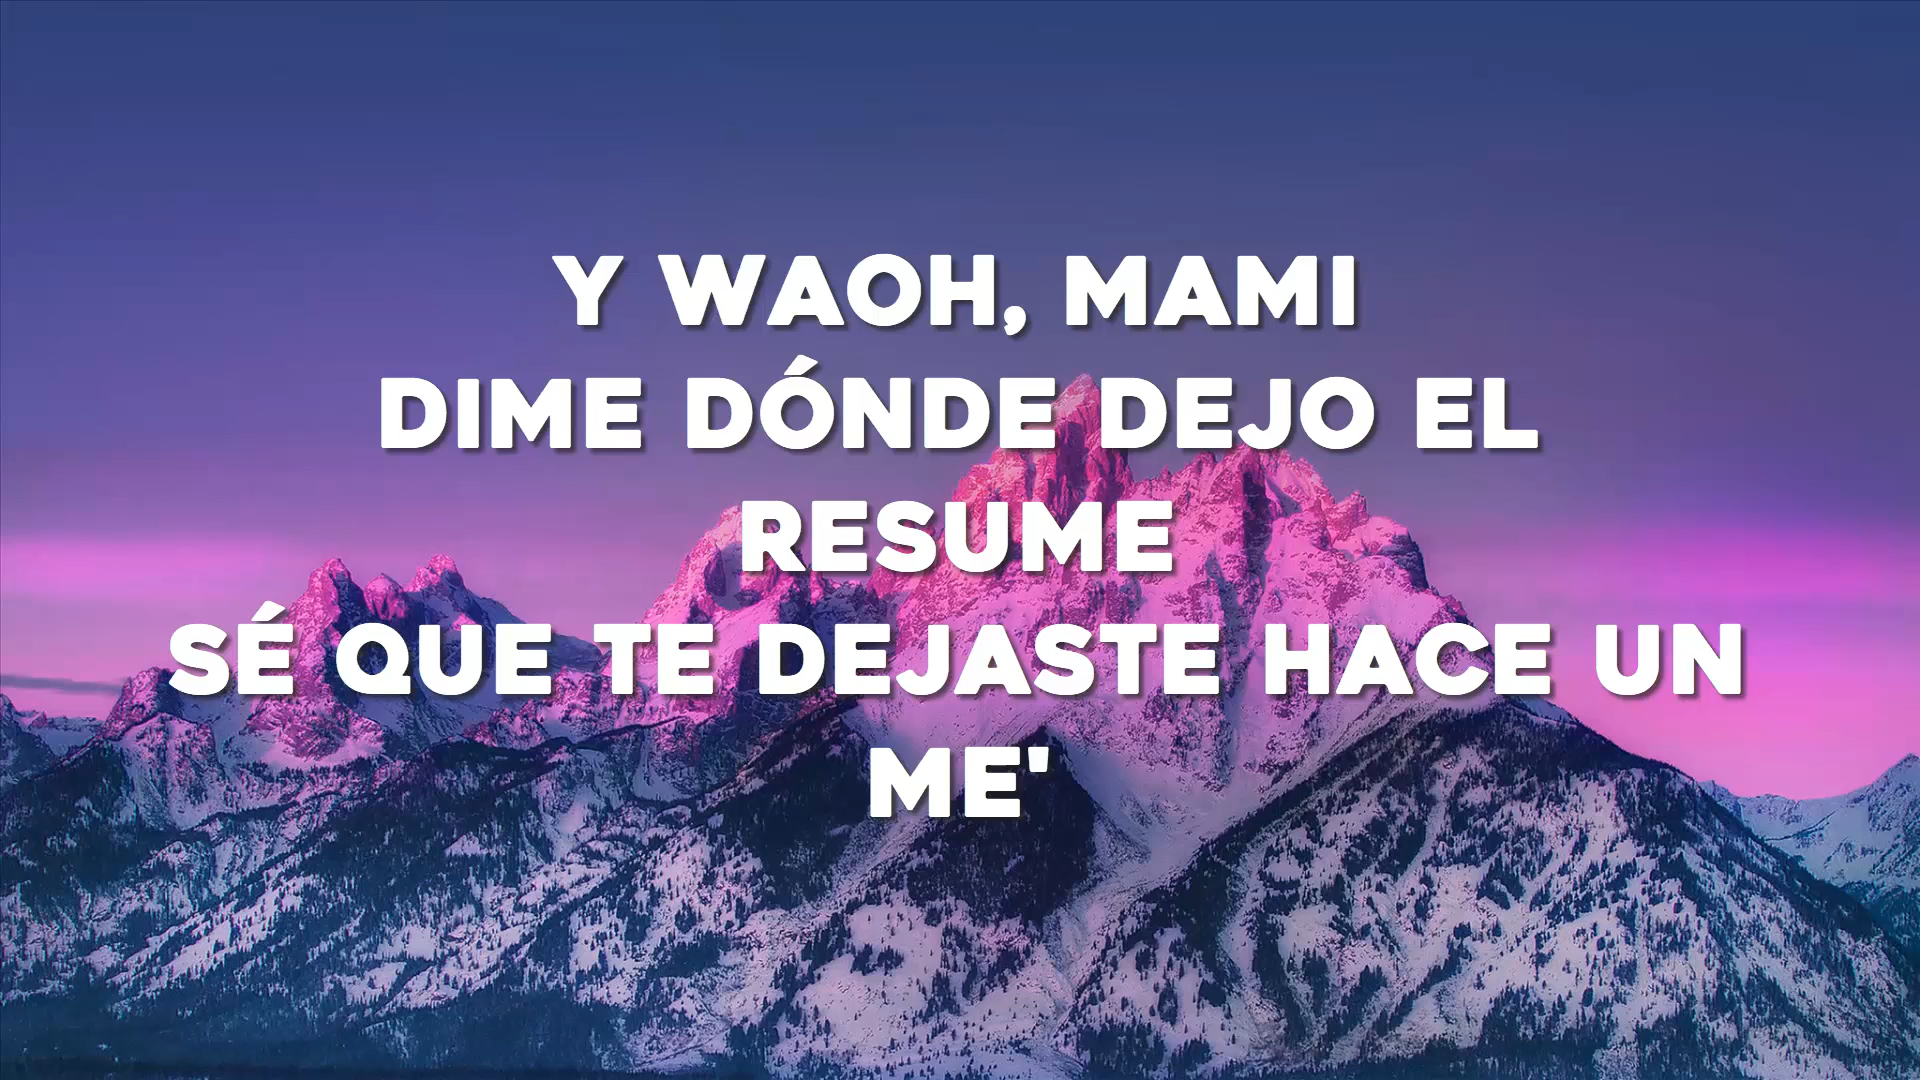 Y WAOH, MAMI
DIME DÓNDE DEJO EL
RESUME
SÉ QUE TE DEJASTE HACE UN
ME'